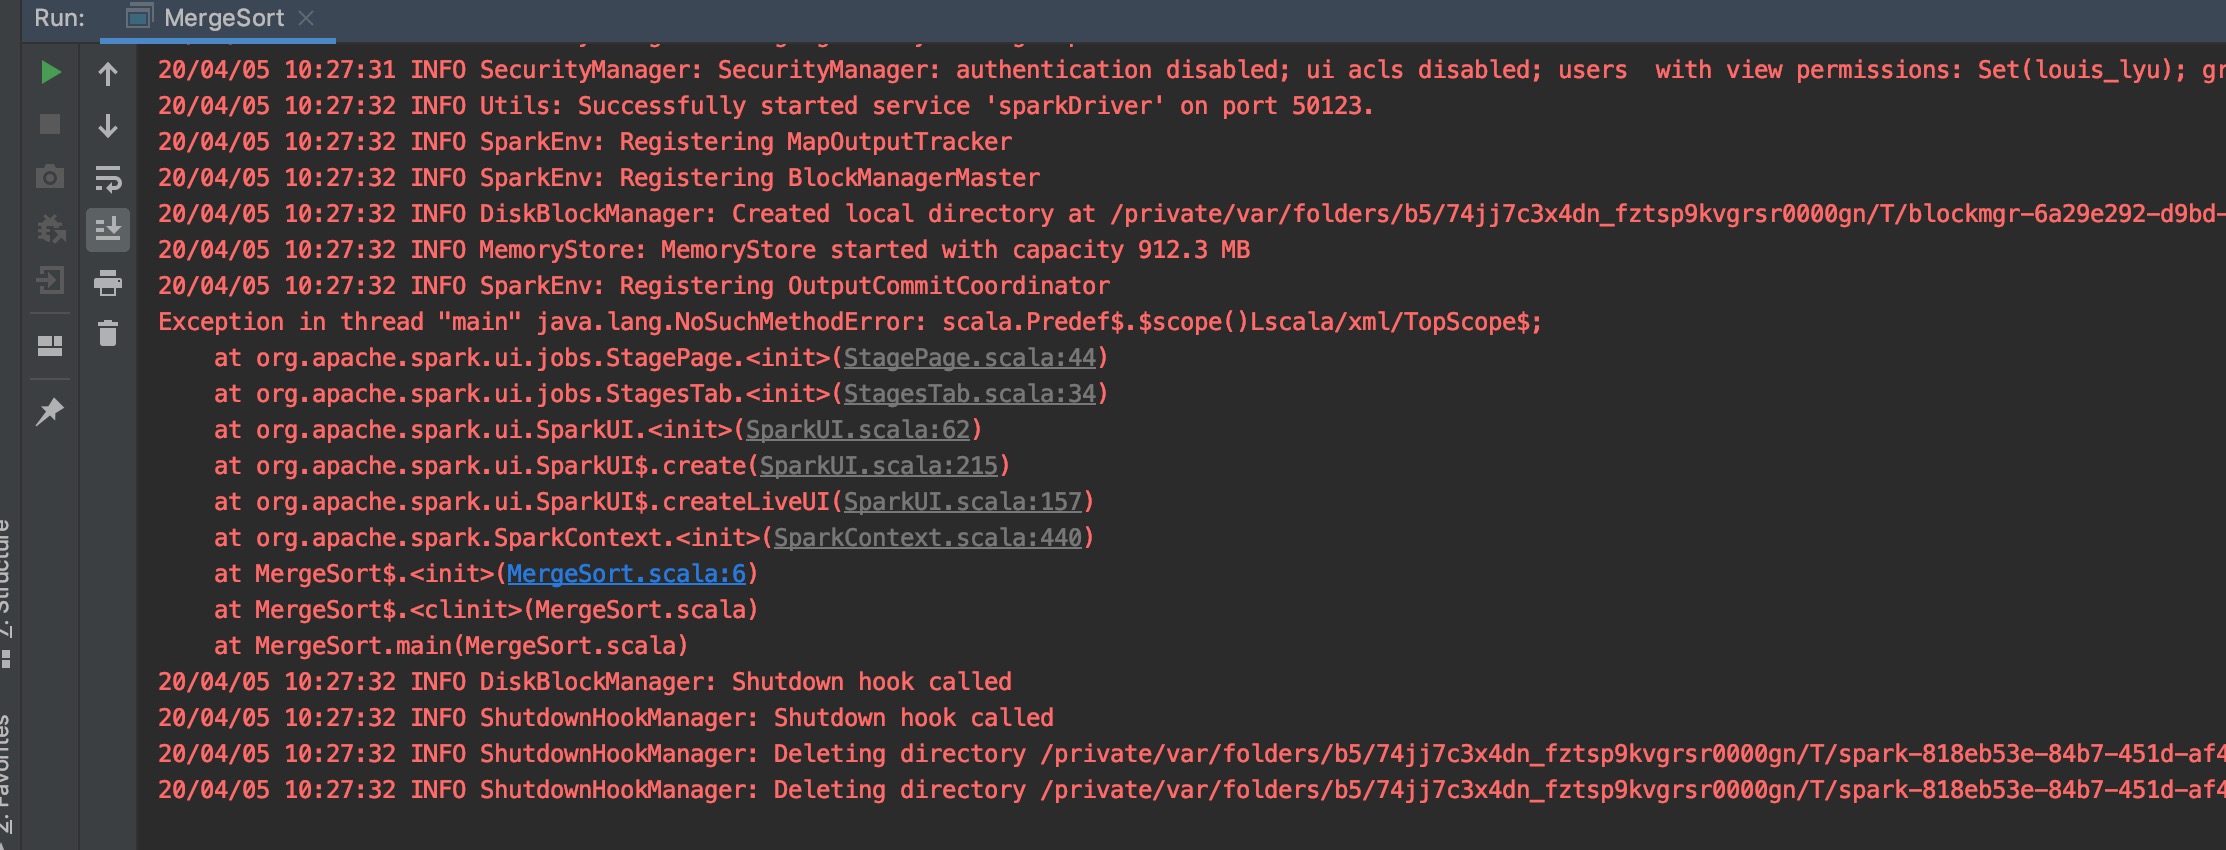 Run: MergeSort
20/04/05 10:27:31 INFO SecurityManager: SecurityManager: authentication disabled; ui acls disabled; users  with view permissions: Set(louis_lyu); gr
20/04/05 10:27:32 INFO Utils: Successfully started service 'sparkDriver' on port 50123.
20/04/05 10:27:32 INFO SparkEnv: Registering MapOutputTracker
20/04/05 10:27:32 INFO SparkEnv: Registering BlockManagerMaster
20/04/05 10:27:32 INFO DiskBlockManager: Created local directory at /private/var/folders/b5/74jj7c3x4dn_fztsp9kvgrsr0000gn/T/blockmgr-6a29e292-d9bd-
20/04/05 10:27:32 INFO MemoryStore: MemoryStore started with capacity 912.3 MB
20/04/05 10:27:32 INFO SparkEnv: Registering OutputCommitCoordinator
Exception in thread "main" java.lang.NoSuchMethodError: scala.Predef$.$scope()Lscala/xml/TopScope$;
    at org.apache.spark.ui.jobs.StagePage.<init>(StagePage.scala:44)
    at org.apache.spark.ui.jobs.StagesTab.<init>(StagesTab.scala:34)
    at org.apache.spark.ui.SparkUI.<init>(SparkUI.scala:62)
    at org.apache.spark.ui.SparkUI$.create(SparkUI.scala:215)
    at org.apache.spark.ui.SparkUI$.createLiveUI(SparkUI.scala:157)
    at org.apache.spark.SparkContext.<init>(SparkContext.scala:440)
    at MergeSort$.<init>(MergeSort.scala:6)
    at MergeSort$.<clinit>(MergeSort.scala)
    at MergeSort.main(MergeSort.scala)
20/04/05 10:27:32 INFO DiskBlockManager: Shutdown hook called
20/04/05 10:27:32 INFO ShutdownHookManager: Shutdown hook called
20/04/05 10:27:32 INFO ShutdownHookManager: Deleting directory /private/var/folders/b5/74jj7c3x4dn_fztsp9kvgrsr0000gn/T/spark-818eb53e-84b7-451d-af4
20/04/05 10:27:32 INFO ShutdownHookManager: Deleting directory /private/var/folders/b5/74jj7c3x4dn_fztsp9kvgrsr0000gn/T/spark-818eb53e-84b7-451d-af4
7: Structure
2: Favorites